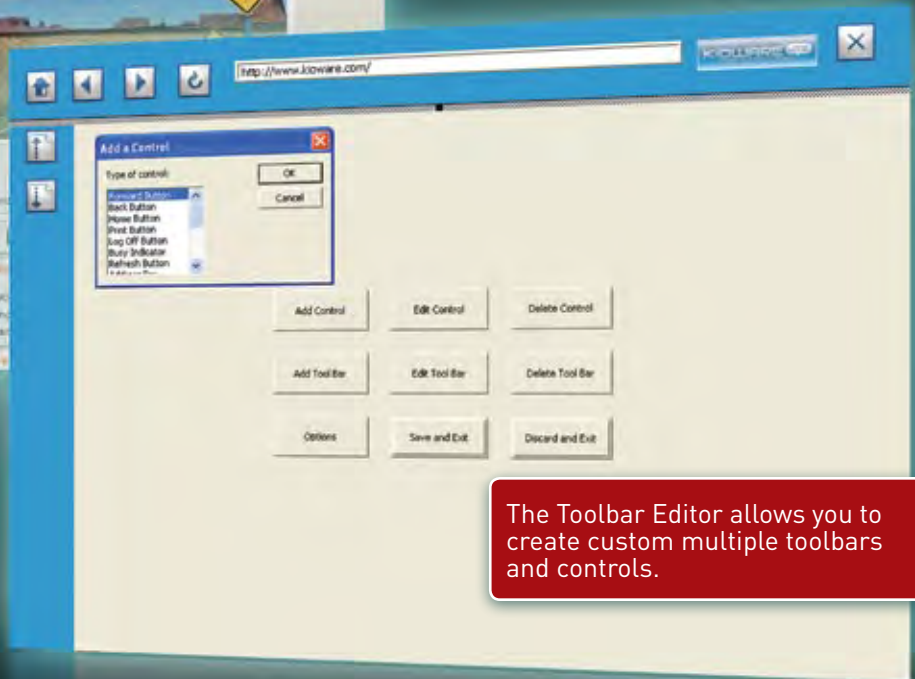 http://www.kioware.com/
KIOWARE
Add a Control
Type of control:
Forward Button
Back Button
Home Button
Print Button
Log Off Button
Busy Indicator
Refresh Button
OK
Cancel
Add Control
Edit Control
Delete Control
Add Tool Bar
Edit Tool Bar
Delete Tool Bar
Options
Save and Exit
Discard and Exit
The Toolbar Editor allows you to
create custom multiple toolbars
and controls.